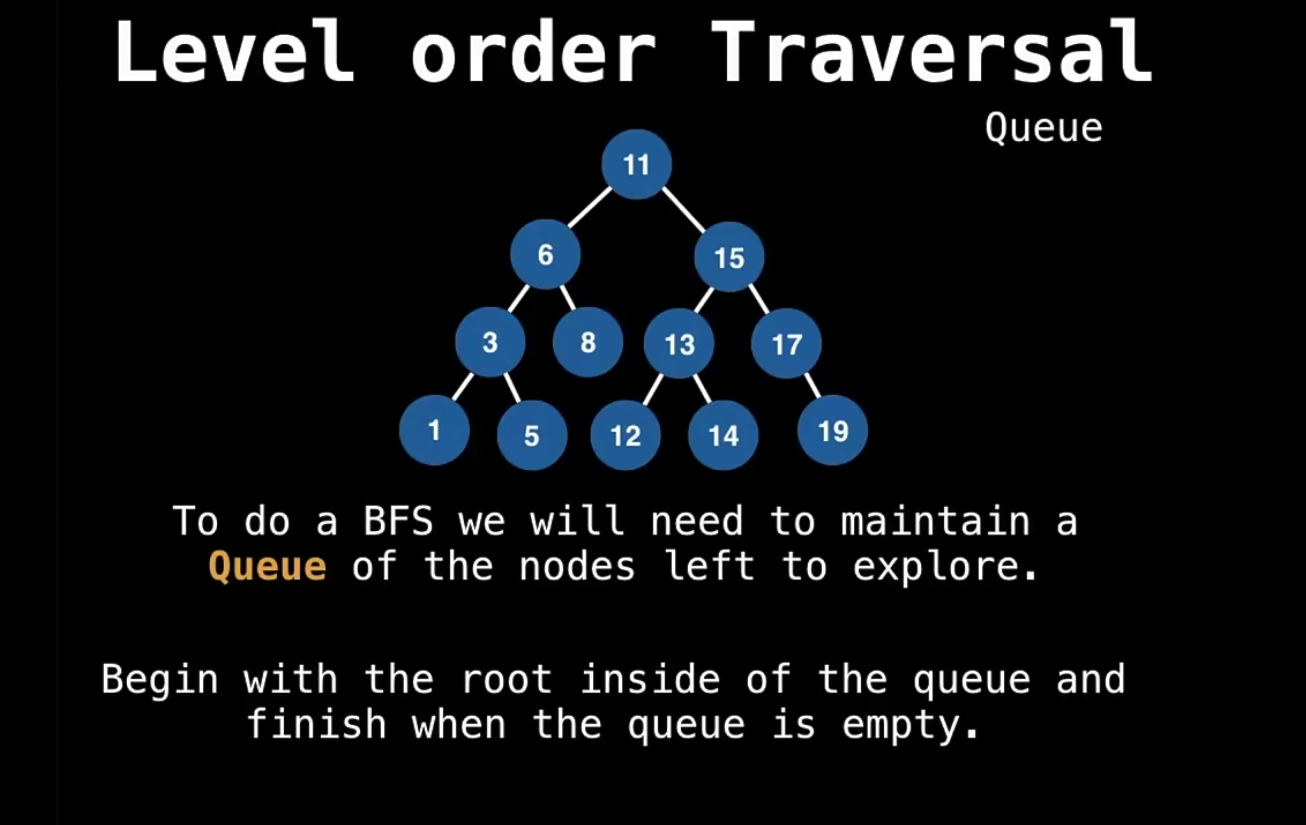 Level order Traversal
Queue
11
6
15
3
8
13
17
1
5
12
14
19
To do a BFS we will need to maintain a
Queue of the nodes left to explore.
Begin with the root inside of the queue and
finish when the queue is empty.